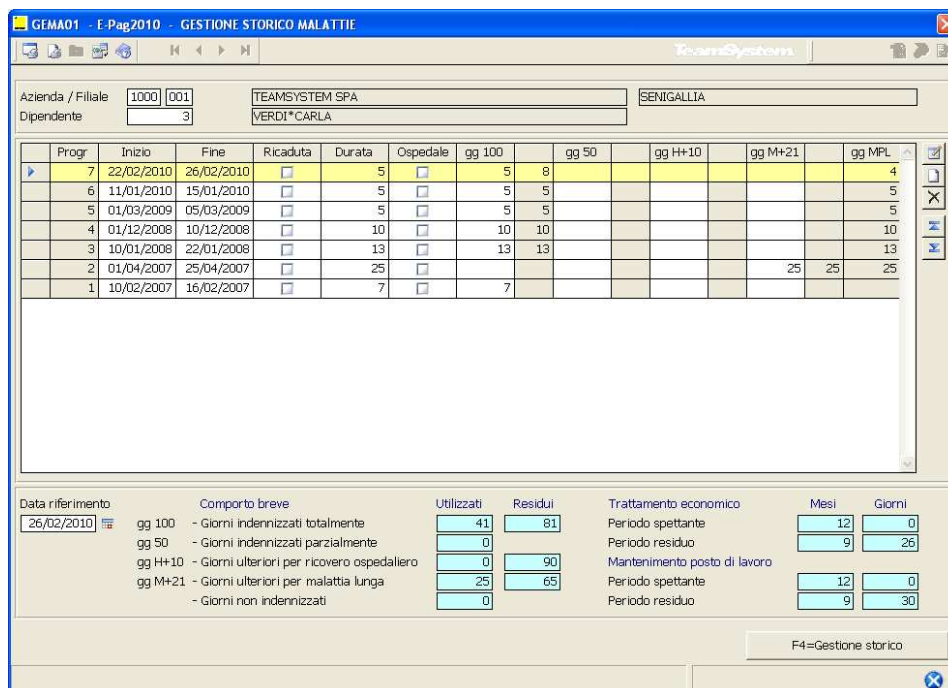 GEMA01 - E-Pag2010 - GESTIONE STORICO MALATTIE
TeamSystem
Azienda / Filiale 1000 001 TEAMSYSTEM SPA SENIGALLIA
Dipendente 3 VERDI*CARLA
Progr Inizio Fine Ricaduta Durata Ospedale gg 100 gg 50 gg H+10 gg M+21 gg MPL
7 22/02/2010 26/02/2010 5 5 8 4
6 11/01/2010 15/01/2010 5 5 5 5
5 01/03/2009 05/03/2009 5 5 5 5
4 01/12/2008 10/12/2008 10 10 10 10
3 10/01/2008 22/01/2008 13 13 13 13
2 01/04/2007 25/04/2007 25 25 25 25
1 10/02/2007 16/02/2007 7 7
Data riferimento Comporto breve Utilizzati Residui Trattamento economico Mesi Giorni
26/02/2010 gg 100 - Giorni indennizzati totalmente 41 81 Periodo spettante 12 0
gg 50 - Giorni indennizzati parzialmente 0 Periodo residuo 9 26
gg H+10 - Giorni ulteriori per ricovero ospedaliero 0 90 Mantenimento posto di lavoro
gg M+21 - Giorni ulteriori per malattia lunga 25 65 Periodo spettante 12 0
- Giorni non indennizzati 0 Periodo residuo 9 30
F4=Gestione storico